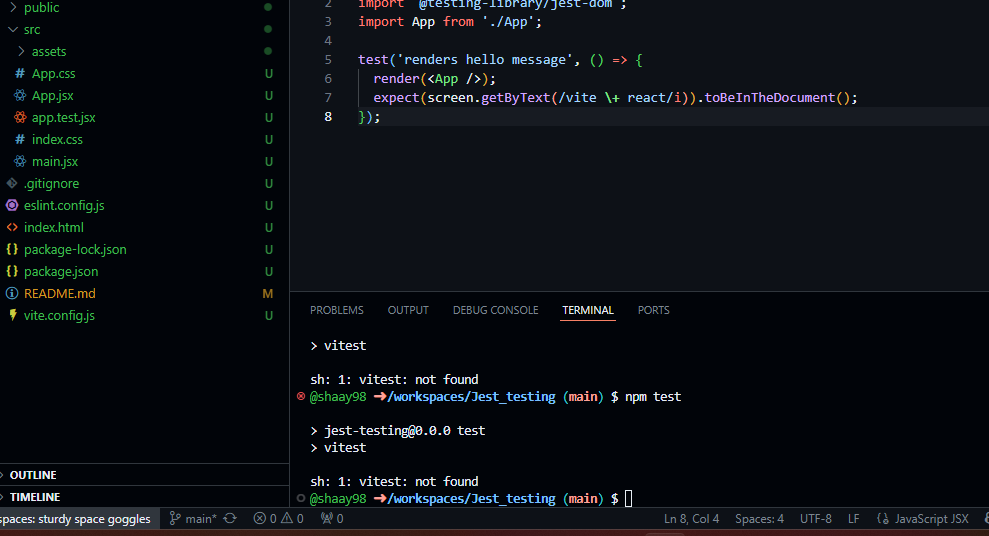 public
src
assets
# App.css U
App.jsx U
app.test.jsx U
# index.css U
main.jsx U
.gitignore U
eslint.config.js U
<> index.html U
{} package-lock.json U
{} package.json U
README.md M
vite.config.js U
OUTLINE
TIMELINE
2 import '@testing-library/jest-dom';
3 import App from './App';
4
5 test('renders hello message', () => {
6 render(<App />);
7 expect(screen.getByText(/vite \+ react/i)).toBeInTheDocument();
8 });
PROBLEMS OUTPUT DEBUG CONSOLE TERMINAL PORTS
> vitest
sh: 1: vitest: not found
@shaay98 ➜/workspaces/Jest_testing (main) $ npm test
> jest-testing@0.0.0 test
> vitest
sh: 1: vitest: not found
@shaay98 ➜/workspaces/Jest_testing (main) $
spaces: sturdy space goggles main* 0 0 0 Ln 8, Col 4 Spaces: 4 UTF-8 LF {} JavaScript JSX